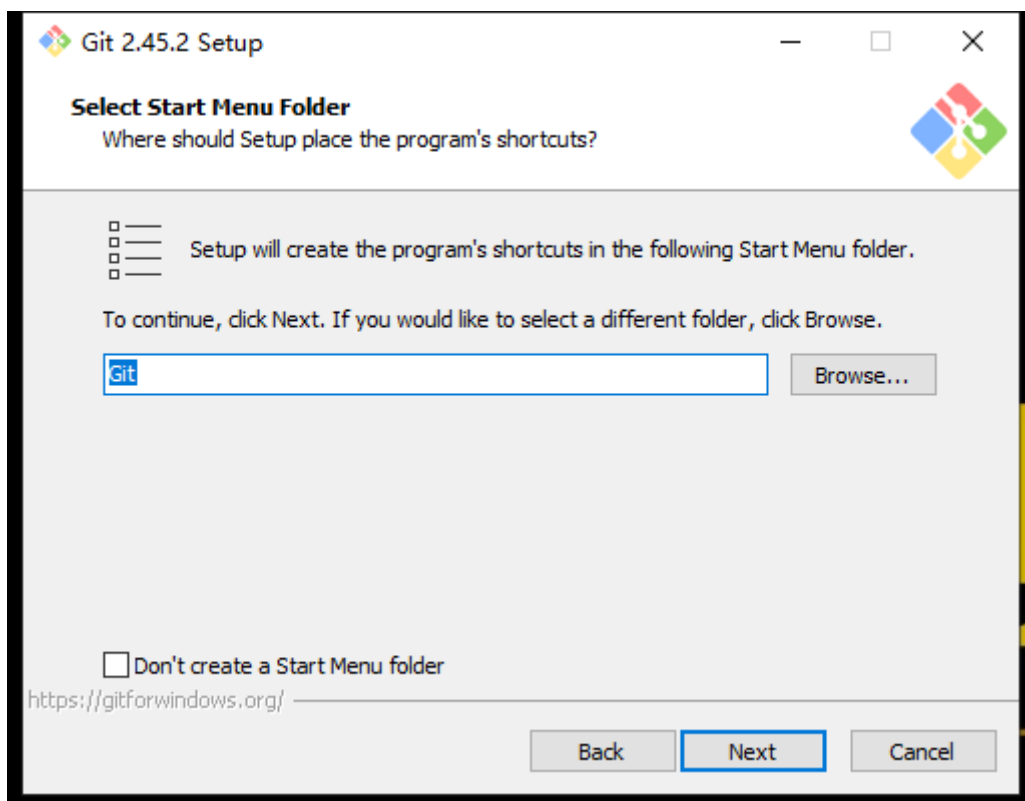 Git 2.45.2 Setup
Select Start Menu Folder
Where should Setup place the program's shortcuts?
Setup will create the program's shortcuts in the following Start Menu folder.
To continue, click Next. If you would like to select a different folder, click Browse.
Git
Browse...
Don't create a Start Menu folder
https://gitforwindows.org/
Back
Next
Cancel